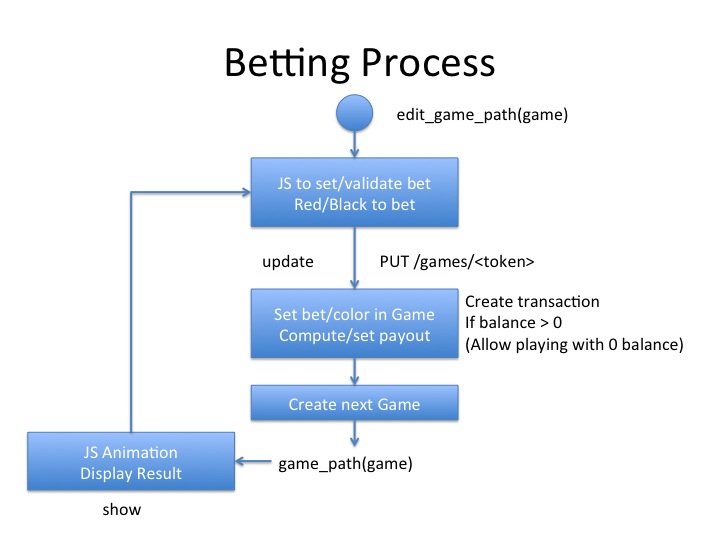 Betting Process
edit_game_path(game)
JS to set/validate bet
Red/Black to bet
update
PUT /games/<token>
Set bet/color in Game
Compute/set payout
Create transaction
If balance > 0
(Allow playing with 0 balance)
Create next Game
JS Animation
Display Result
game_path(game)
show